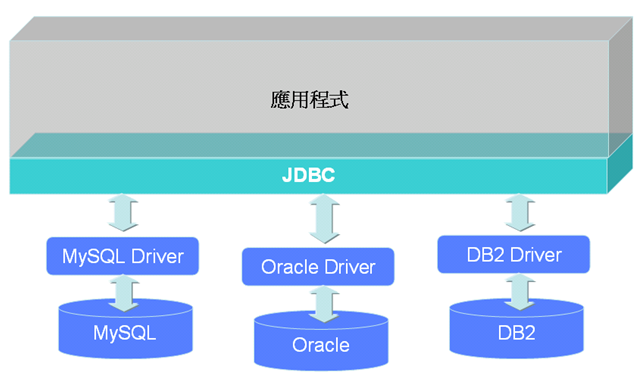 應用程式
JDBC
MySQL Driver
Oracle Driver
DB2 Driver
MySQL
Oracle
DB2